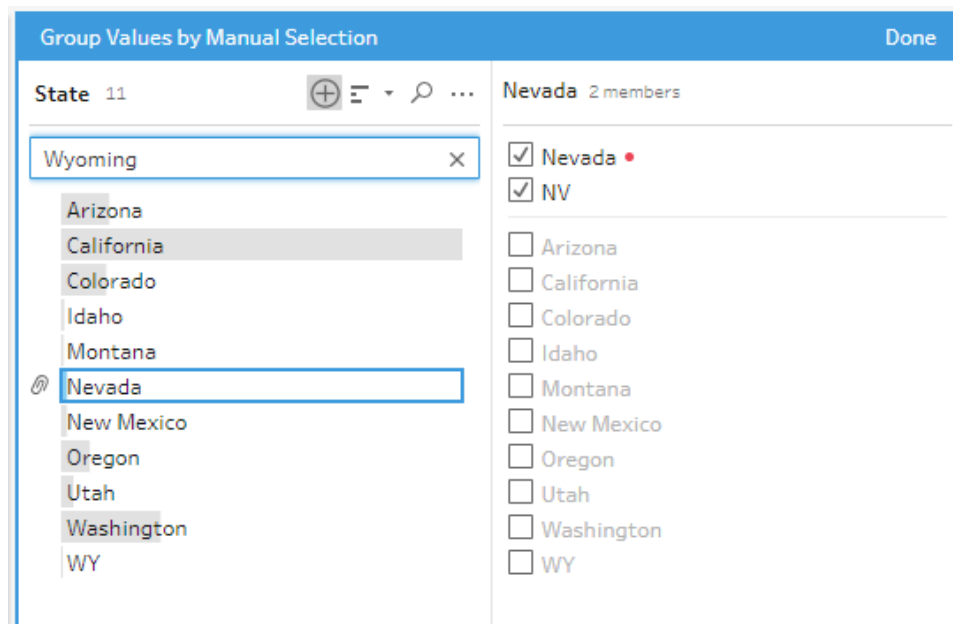 Group Values by Manual Selection
Done
State 11
Wyoming
Arizona
California
Colorado
Idaho
Montana
Nevada
New Mexico
Oregon
Utah
Washington
WY
Nevada 2 members
Nevada
NV
Arizona
California
Colorado
Idaho
Montana
New Mexico
Oregon
Utah
Washington
WY